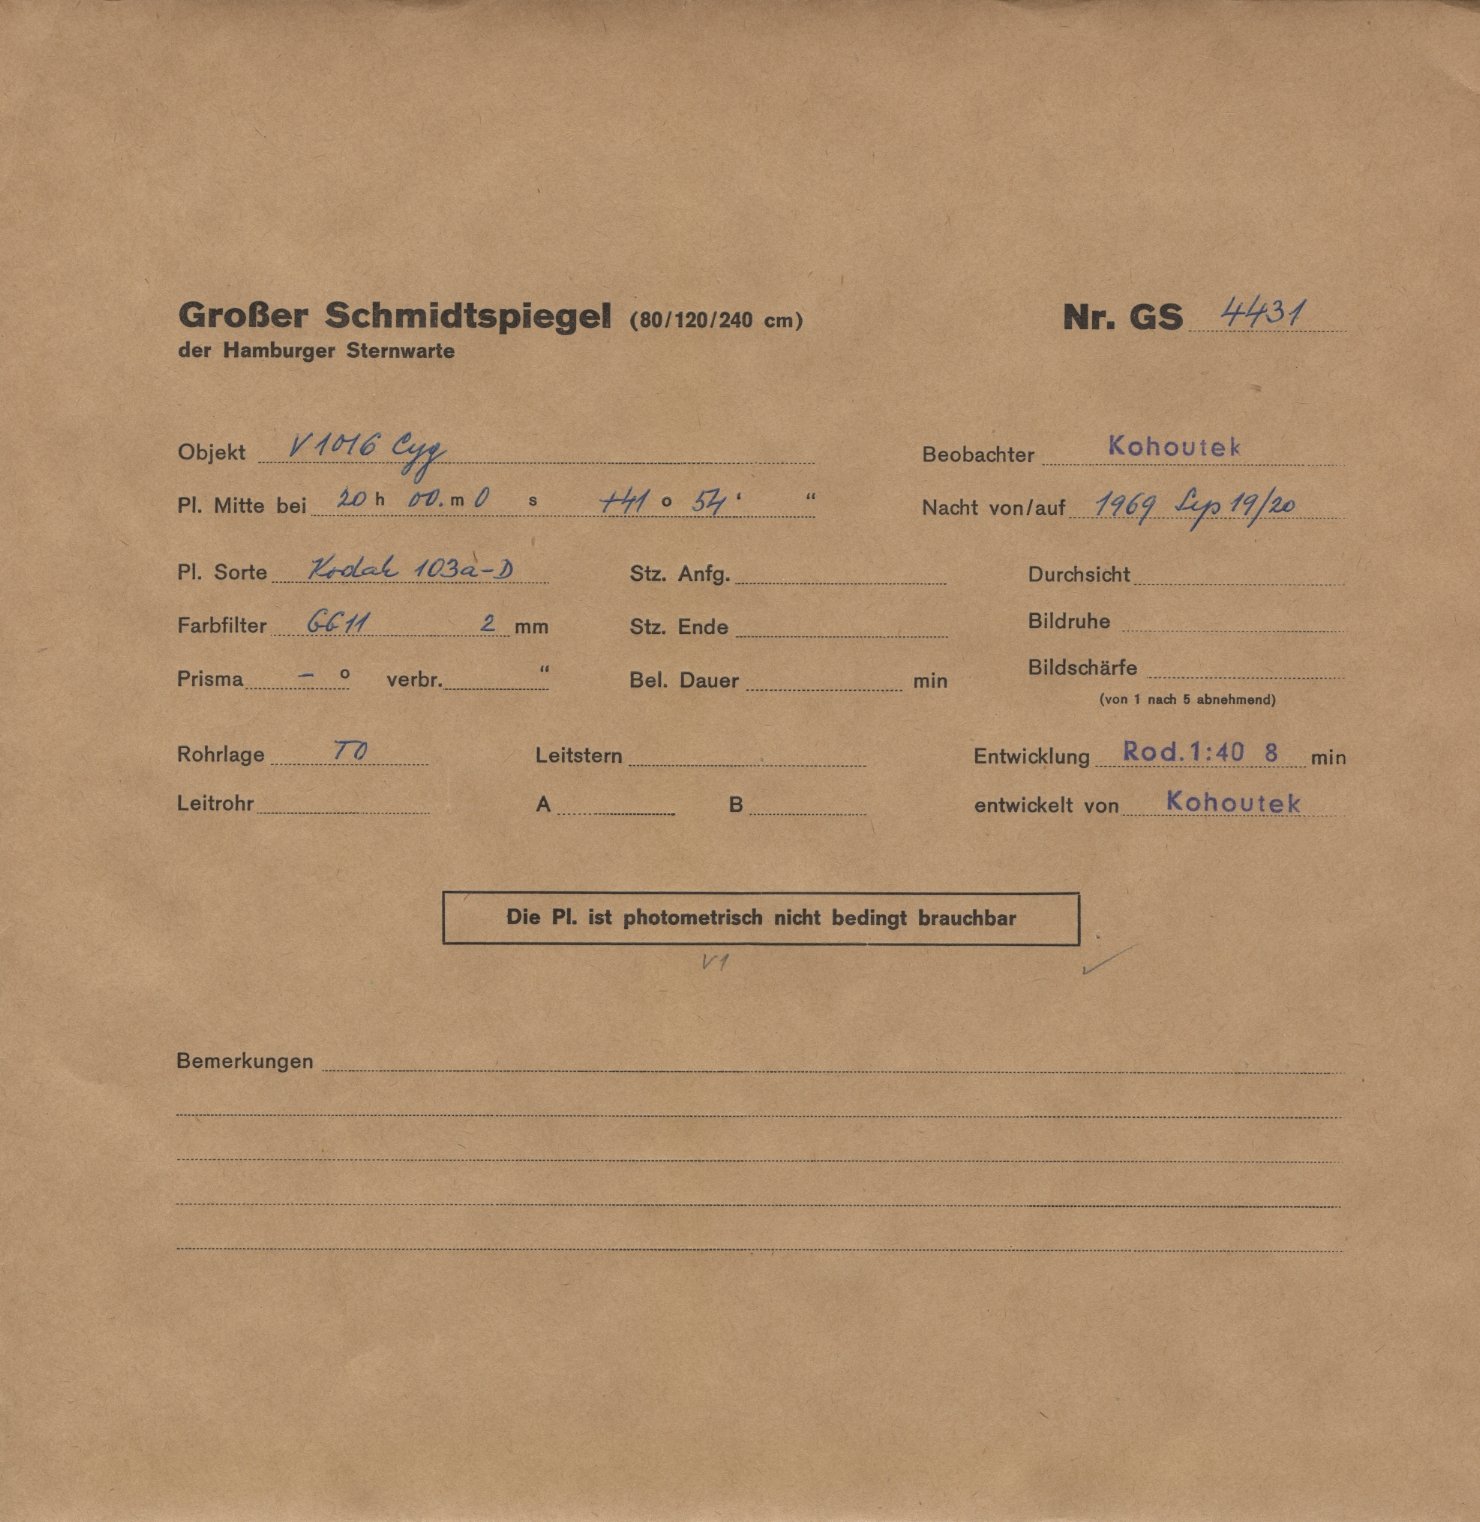 Großer Schmidtspiegel (80/120/240 cm) Nr. GS 4431
der Hamburger Sternwarte
Objekt V1016 Cyg Beobachter Kohoutek
Pl. Mitte bei 20 h 00. m 0 s +41 o 54 ‘ “ Nacht von/auf 1969 Sep 19/20
Pl. Sorte Kodak 103a-D Stz. Anfg. Durchsicht
Farbfilter GG11 2 mm Stz. Ende Bildruhe
Prisma – o verbr. “ Bel. Dauer min Bildschärfe
(von 1 nach 5 abnehmend)
Rohrlage TO Leitstern Entwicklung Rod.1:40 8 min
Leitrohr A B entwickelt von Kohoutek
Die Pl. ist photometrisch nicht bedingt brauchbar
V1 ✓
Bemerkungen